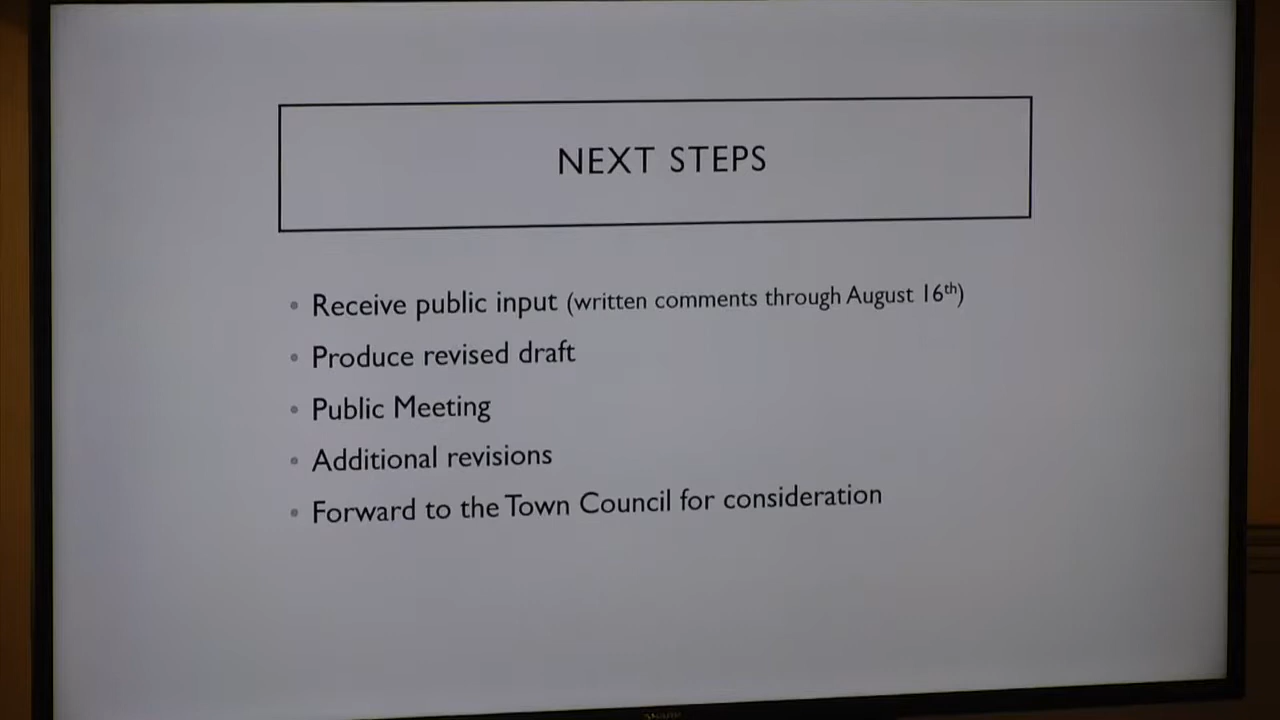 NEXT STEPS
• Receive public input (written comments through August 16th)
• Produce revised draft
• Public Meeting
• Additional revisions
• Forward to the Town Council for consideration